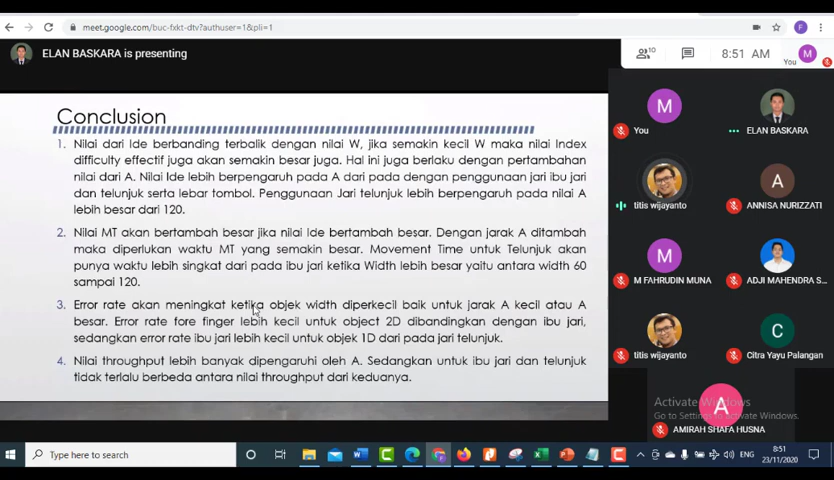 meet.google.com/buc-fxkt-dtv?authuser=1&pli=1
F
ELAN BASKARA is presenting
10
8:51 AM
M
You
Conclusion
1. Nilai dari Ide berbanding terbalik dengan nilai W, jika semakin kecil W maka nilai Index
difficulty effectif juga akan semakin besar juga. Hal ini juga berlaku dengan pertambahan
nilai dari A. Nilai Ide lebih berpengaruh pada A dari pada dengan penggunaan jari ibu jari
dan telunjuk serta lebar tombol. Penggunaan Jari telunjuk lebih berpengaruh pada nilai A
lebih besar dari 120.
2. Nilai MT akan bertambah besar jika nilai Ide bertambah besar. Dengan jarak A ditambah
maka diperlukan waktu MT yang semakin besar. Movement Time untuk Telunjuk akan
punya waktu lebih singkat dari pada ibu jari ketika Width lebih besar yaitu antara width 60
sampai 120.
3. Error rate akan meningkat ketika objek width diperkecil baik untuk jarak A kecil atau A
besar. Error rate fore finger lebih kecil untuk object 2D dibandingkan dengan ibu jari,
sedangkan error rate ibu jari lebih kecil untuk objek 1D dari pada jari telunjuk.
4. Nilai throughput lebih banyak dipengaruhi oleh A. Sedangkan untuk ibu jari dan telunjuk
tidak terlalu berbeda antara nilai throughput dari keduanya.
M
You
ELAN BASKARA
titis wijayanto
A
ANNISA NURIZZATI
M
M FAHRUDIN MUNA
ADJI MAHENDRA S...
titis wijayanto
C
Citra Yayu Palangan
A
AMIRAH SHAFA HUSNA
Activate Windows
Go to Settings to activate Windows.
Type here to search
ENG
8:51
23/11/2020